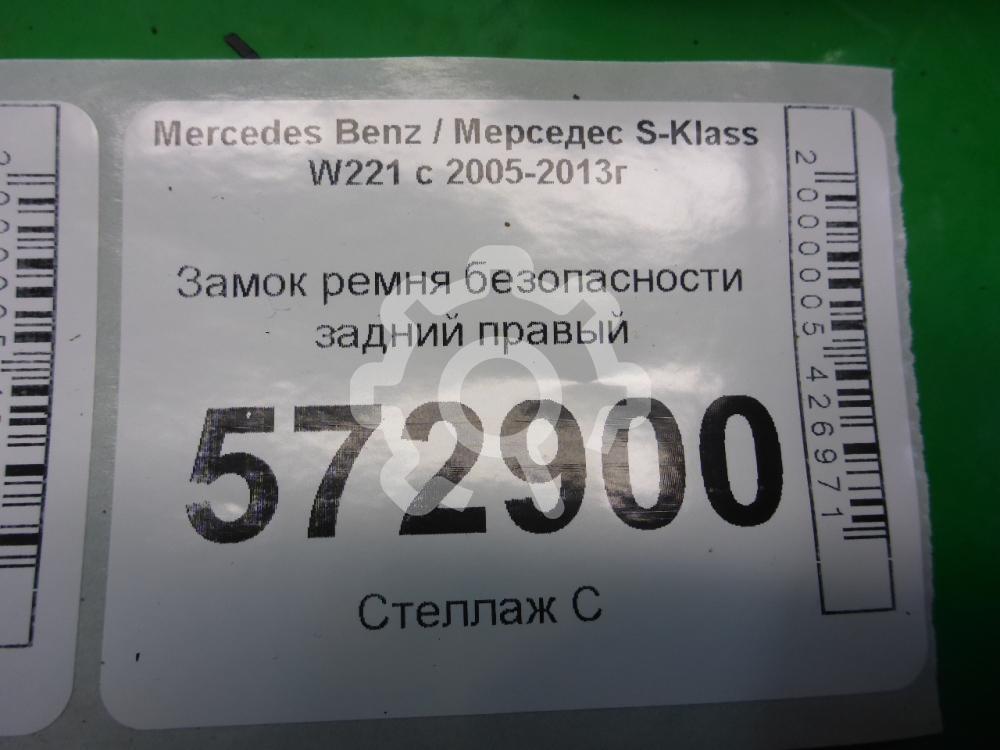 Mercedes Benz / Мерседес S-Klass
W221 с 2005-2013г
Замок ремня безопасности
задний правый
572900
Стеллаж С
2000005426971